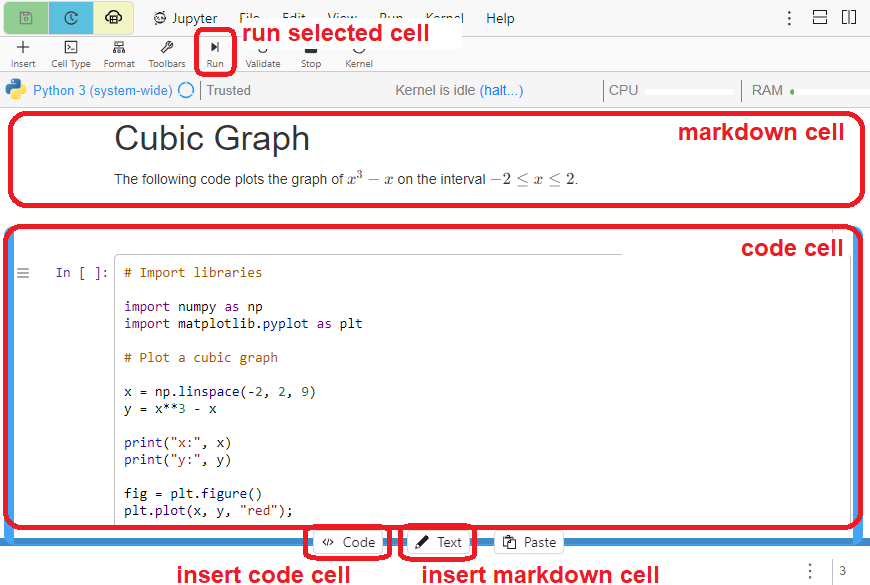 Jupyter File Edit View Run Kernel Help
run selected cell
Insert Cell Type Format Toolbars Run Validate Stop Kernel
Python 3 (system-wide) Trusted Kernel is idle (halt...) CPU RAM
markdown cell
Cubic Graph
The following code plots the graph of x³ − x on the interval −2 ≤ x ≤ 2.
code cell
In [ ]: # Import libraries
import numpy as np
import matplotlib.pyplot as plt
# Plot a cubic graph
x = np.linspace(-2, 2, 9)
y = x**3 - x
print("x:", x)
print("y:", y)
fig = plt.figure()
plt.plot(x, y, "red");
</> Code Text Paste
insert code cell insert markdown cell
3